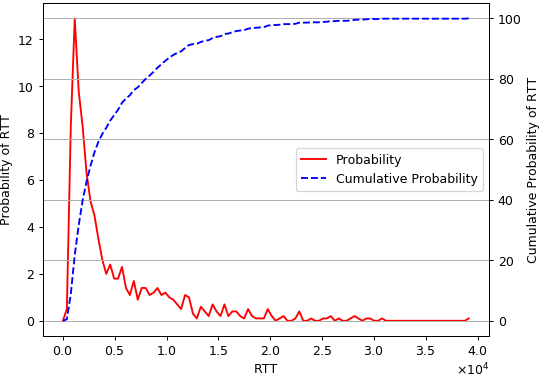 12
10
8
6
4
2
0
Probability of RTT
100
80
60
40
20
0
Cumulative Probability of RTT
Probability
Cumulative Probability
0.0 0.5 1.0 1.5 2.0 2.5 3.0 3.5 4.0
×10⁴
RTT